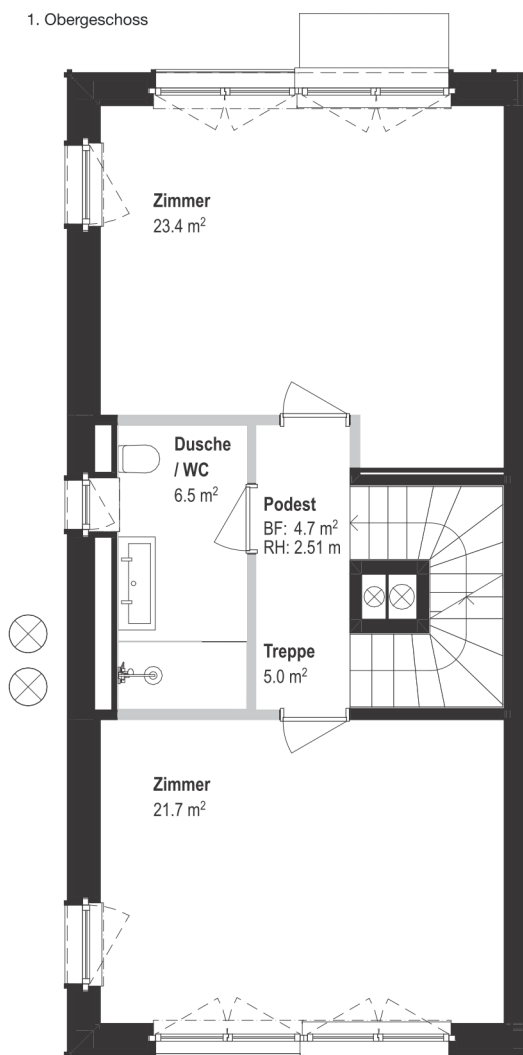 1. Obergeschoss
Zimmer
23.4 m²
Dusche
/ WC
6.5 m²
Podest
BF: 4.7 m²
RH: 2.51 m
Treppe
5.0 m²
Zimmer
21.7 m²